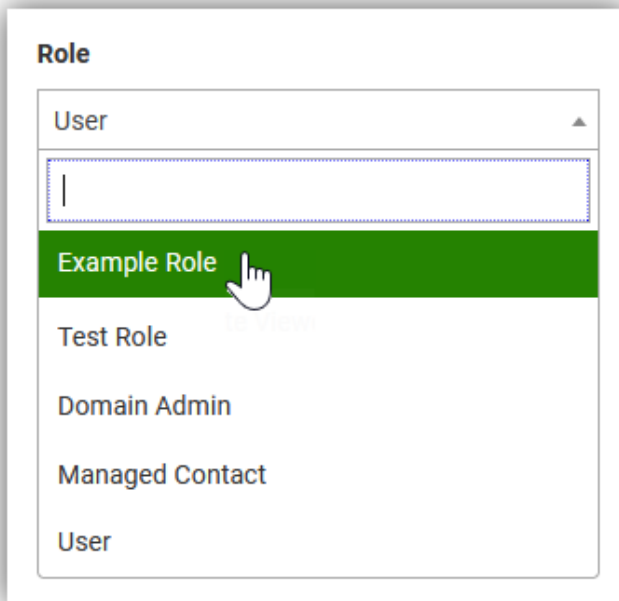 Role
User
Example Role
Test Role
Domain Admin
Managed Contact
User